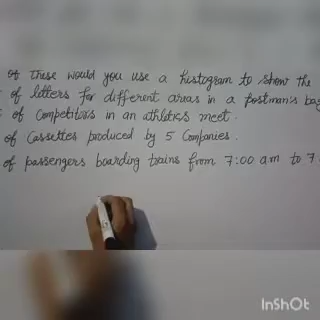 of these would you use a histogram to show the
of letters for different areas in a postman's bag
of competitors in an athletics meet.
of cassettes produced by 5 companies.
of passengers boarding trains from 7:00 am to 7
InShOt